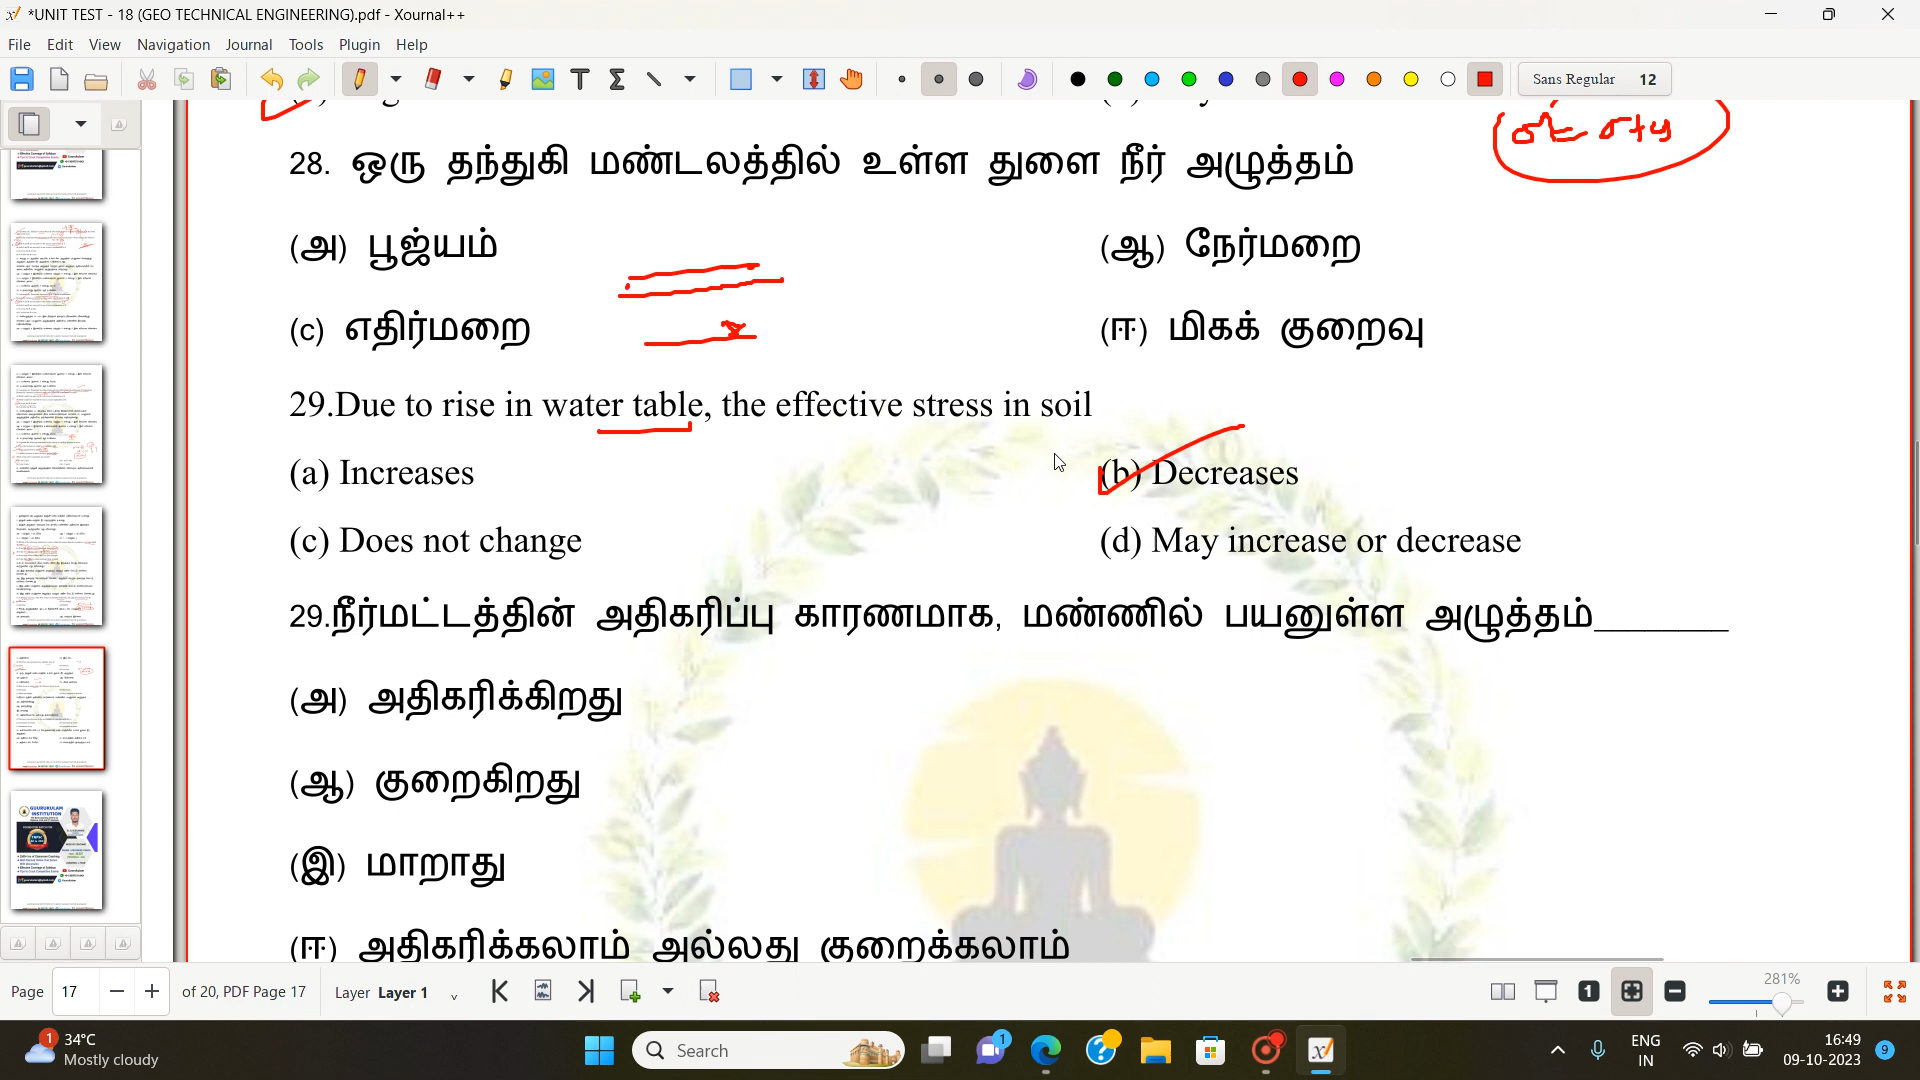 *UNIT TEST - 18 (GEO TECHNICAL ENGINEERING).pdf - Xournal++
File Edit View Navigation Journal Tools Plugin Help
Sans Regular 12
28. ஒரு தந்துகி மண்டலத்தில் உள்ள துளை நீர் அழுத்தம்
(அ) பூஜ்யம் (ஆ) நேர்மறை
(c) எதிர்மறை (ஈ) மிகக் குறைவு
29.Due to rise in water table, the effective stress in soil
(a) Increases (b) Decreases
(c) Does not change (d) May increase or decrease
29.நீர்மட்டத்தின் அதிகரிப்பு காரணமாக, மண்ணில் பயனுள்ள அழுத்தம்________
(அ) அதிகரிக்கிறது
(ஆ) குறைகிறது
(இ) மாறாது
(ஈ) அதிகரிக்கலாம் அல்லது குறைக்கலாம்
GUURUKULAM
INSTITUTION
Page 17 of 20, PDF Page 17 Layer Layer 1 281%
34°C
Mostly cloudy
Search
ENG
IN
16:49
09-10-2023